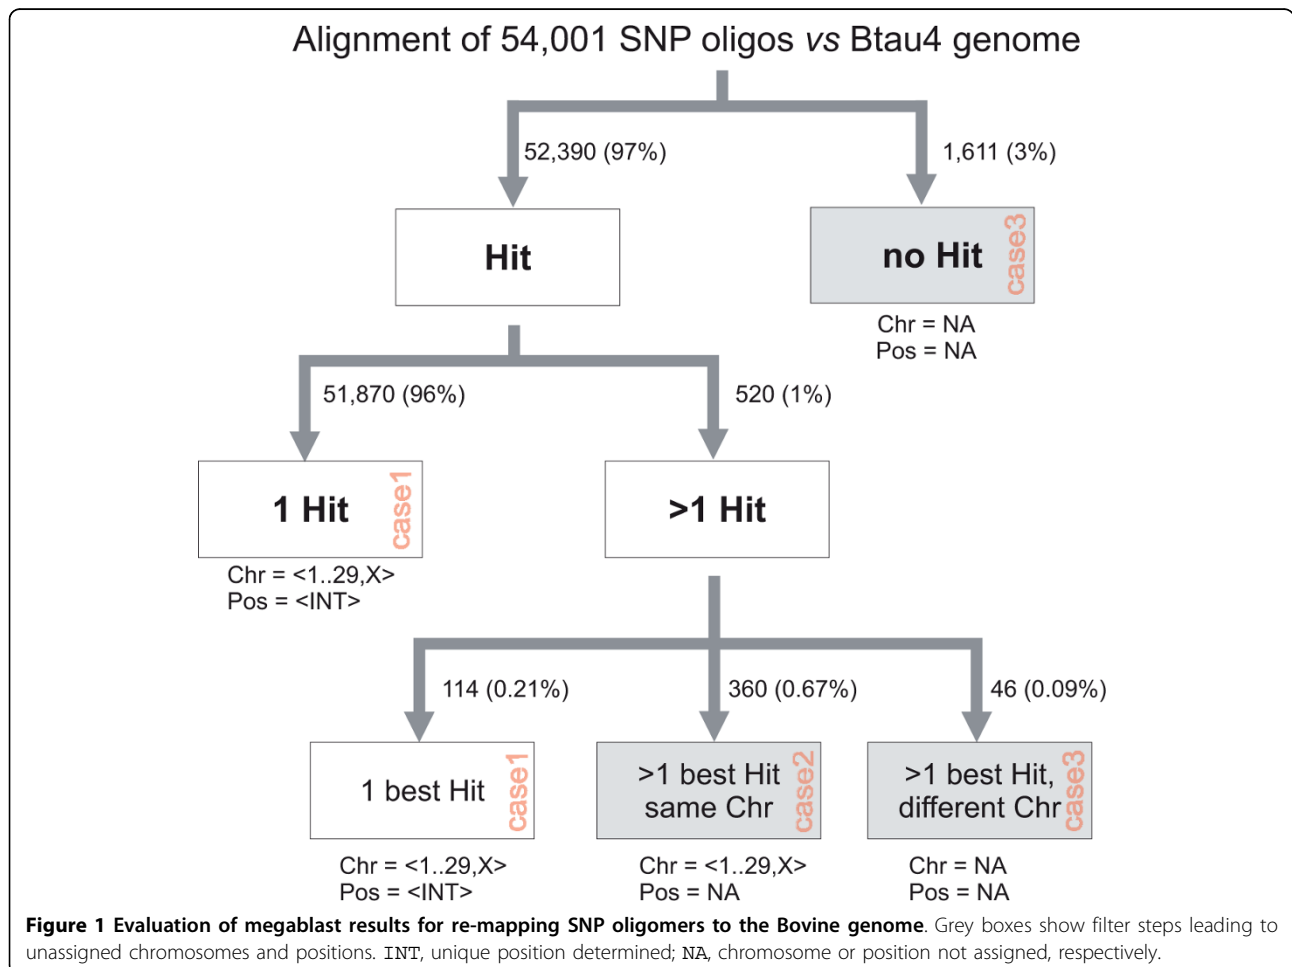 Alignment of 54,001 SNP oligos vs Btau4 genome
52,390 (97%)
1,611 (3%)
Hit
no Hit
case3
Chr = NA
Pos = NA
51,870 (96%)
520 (1%)
1 Hit
case1
>1 Hit
Chr = <1..29,X>
Pos = <INT>
114 (0.21%)
360 (0.67%)
46 (0.09%)
1 best Hit
case1
>1 best Hit
same Chr
case2
>1 best Hit,
different Chr
case3
Chr = <1..29,X>
Pos = <INT>
Chr = <1..29,X>
Pos = NA
Chr = NA
Pos = NA
Figure 1 Evaluation of megablast results for re-mapping SNP oligomers to the Bovine genome. Grey boxes show filter steps leading to
unassigned chromosomes and positions. INT, unique position determined; NA, chromosome or position not assigned, respectively.